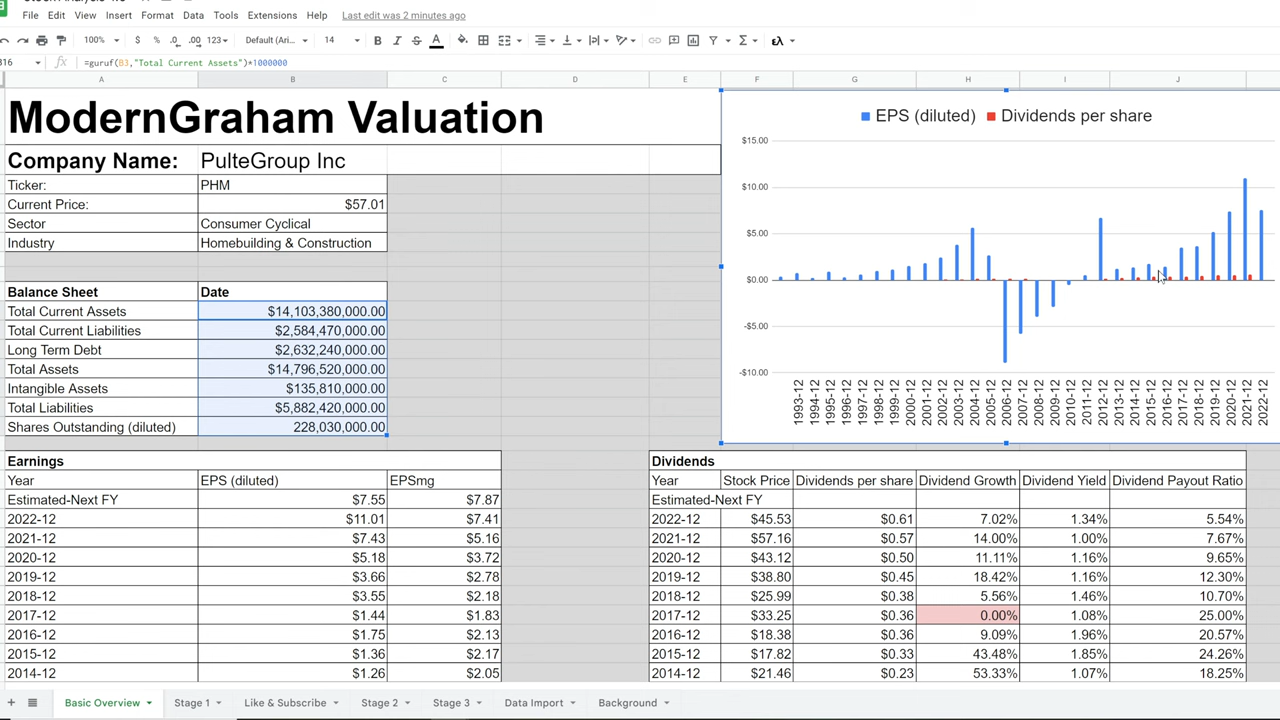 File Edit View Insert Format Data Tools Extensions Help Last edit was 2 minutes ago
100% $ % .0 .00 123 Default (Ari... 14 B I S A Σ ελ
B16 fx =guruf(B3,"Total Current Assets")*1000000
A B C D E F G H I J
ModernGraham Valuation
Company Name: PulteGroup Inc
Ticker: PHM
Current Price: $57.01
Sector Consumer Cyclical
Industry Homebuilding & Construction
Balance Sheet Date
Total Current Assets $14,103,380,000.00
Total Current Liabilities $2,584,470,000.00
Long Term Debt $2,632,240,000.00
Total Assets $14,796,520,000.00
Intangible Assets $135,810,000.00
Total Liabilities $5,882,420,000.00
Shares Outstanding (diluted) 228,030,000.00
EPS (diluted) Dividends per share
$15.00
$10.00
$5.00
$0.00
-$5.00
-$10.00
1993-12 1994-12 1995-12 1996-12 1997-12 1998-12 1999-12 2000-12 2001-12 2002-12 2003-12 2004-12 2005-12 2006-12 2007-12 2008-12 2009-12 2010-12 2011-12 2012-12 2013-12 2014-12 2015-12 2016-12 2017-12 2018-12 2019-12 2020-12 2021-12 2022-12
Earnings
Year EPS (diluted) EPSmg
Estimated-Next FY $7.55 $7.87
2022-12 $11.01 $7.41
2021-12 $7.43 $5.16
2020-12 $5.18 $3.72
2019-12 $3.66 $2.78
2018-12 $3.55 $2.18
2017-12 $1.44 $1.83
2016-12 $1.75 $2.13
2015-12 $1.36 $2.17
2014-12 $1.26 $2.05
Dividends
Year Stock Price Dividends per share Dividend Growth Dividend Yield Dividend Payout Ratio
Estimated-Next FY
2022-12 $45.53 $0.61 7.02% 1.34% 5.54%
2021-12 $57.16 $0.57 14.00% 1.00% 7.67%
2020-12 $43.12 $0.50 11.11% 1.16% 9.65%
2019-12 $38.80 $0.45 18.42% 1.16% 12.30%
2018-12 $25.99 $0.38 5.56% 1.46% 10.70%
2017-12 $33.25 $0.36 0.00% 1.08% 25.00%
2016-12 $18.38 $0.36 9.09% 1.96% 20.57%
2015-12 $17.82 $0.33 43.48% 1.85% 24.26%
2014-12 $21.46 $0.23 53.33% 1.07% 18.25%
Basic Overview Stage 1 Like & Subscribe Stage 2 Stage 3 Data Import Background